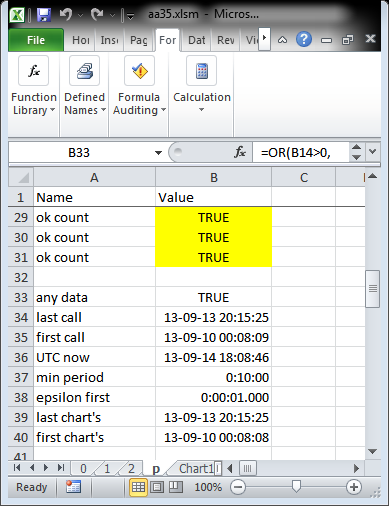 aa35.xlsm - Micros...
File Ho Ins Pag For Dat Rev Vi
fx
Function Library
Defined Names
Formula Auditing
Calculation
B33 fx =OR(B14>0,
A B C
1 Name Value
29 ok count TRUE
30 ok count TRUE
31 ok count TRUE
32
33 any data TRUE
34 last call 13-09-13 20:15:25
35 first call 13-09-10 00:08:09
36 UTC now 13-09-14 18:08:46
37 min period 0:10:00
38 epsilon first 0:00:01.000
39 last chart's 13-09-13 20:15:25
40 first chart's 13-09-10 00:08:08
41
0 1 2 p Chart1
Ready 100%